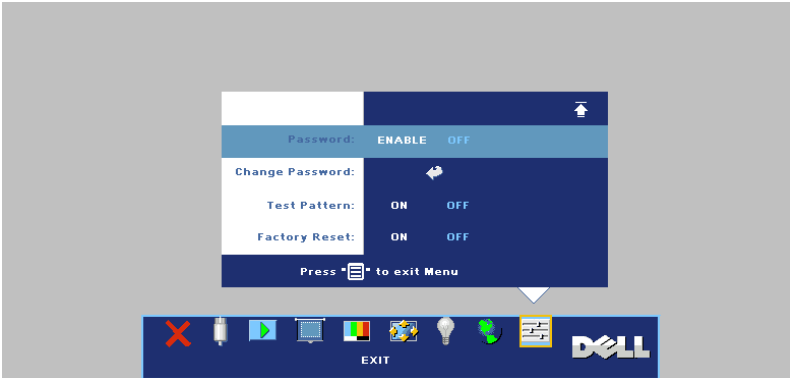 Password: ENABLE OFF
Change Password:
Test Pattern: ON OFF
Factory Reset: ON OFF
Press " " to exit Menu
EXIT
DELL